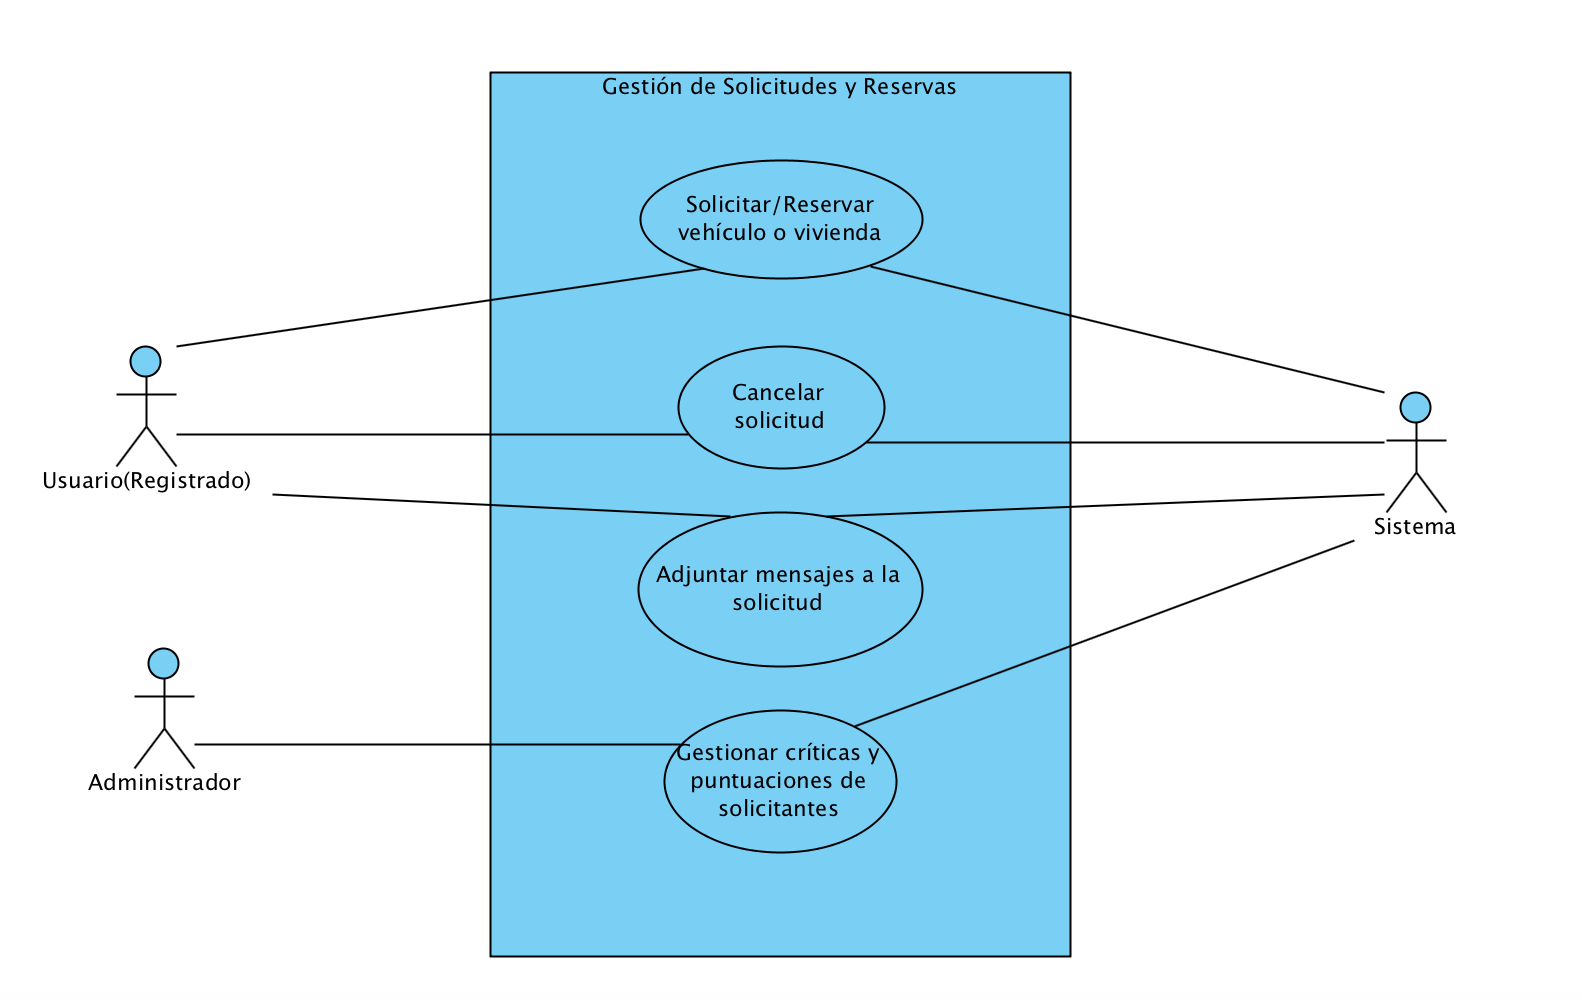 Gestión de Solicitudes y Reservas
Solicitar/Reservar
vehículo o vivienda
Cancelar
solicitud
Usuario(Registrado)
Sistema
Adjuntar mensajes a la
solicitud
Gestionar críticas y
puntuaciones de
solicitantes
Administrador